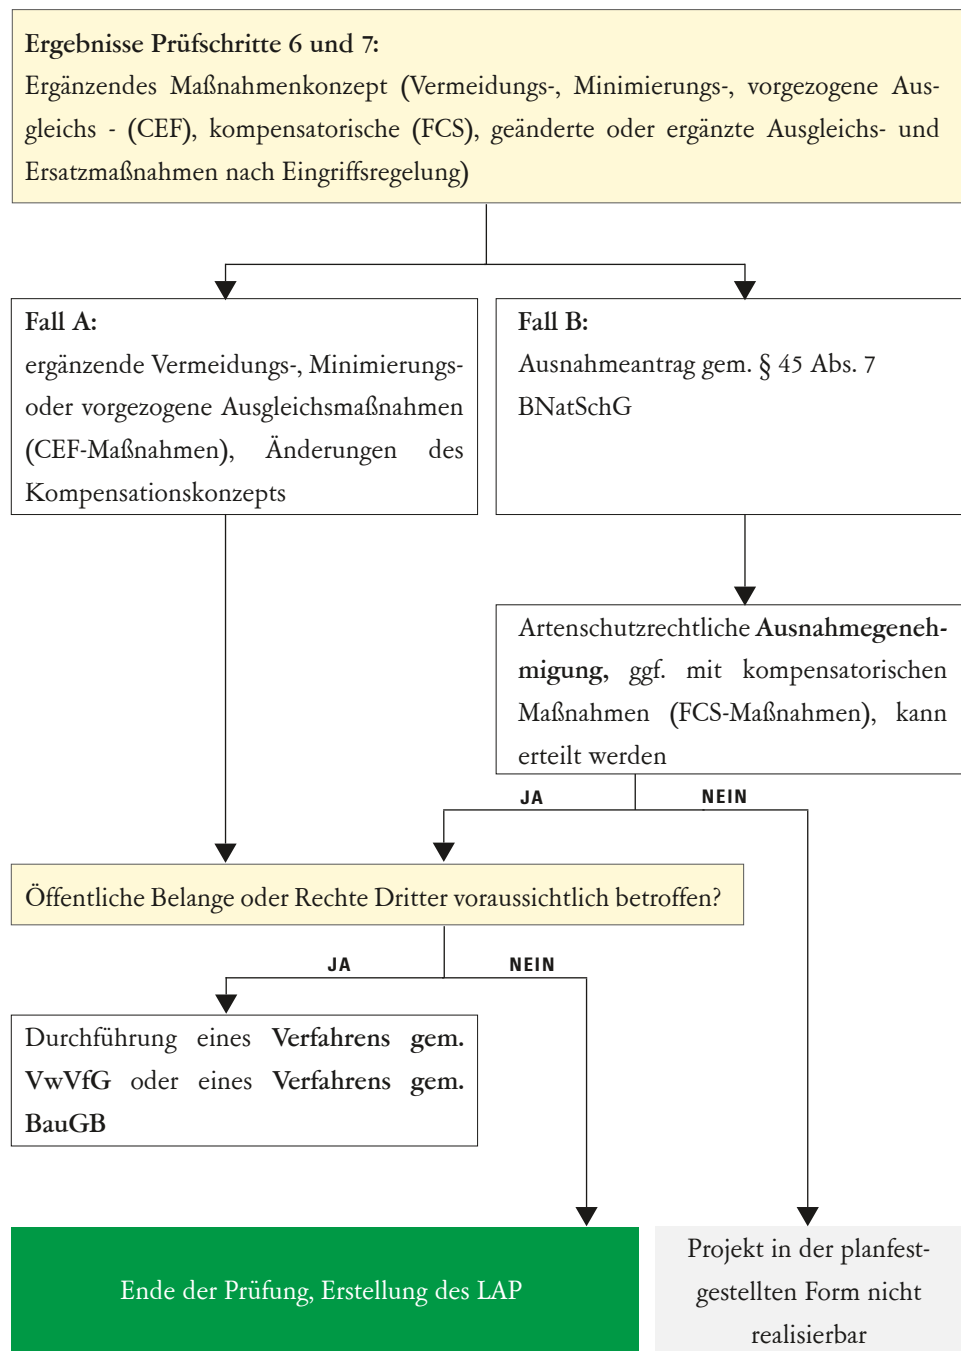 Ergebnisse Prüfschritte 6 und 7:
Ergänzendes Maßnahmenkonzept (Vermeidungs-, Minimierungs-, vorgezogene Aus-
gleichs - (CEF), kompensatorische (FCS), geänderte oder ergänzte Ausgleichs- und
Ersatzmaßnahmen nach Eingriffsregelung)
Fall A:
ergänzende Vermeidungs-, Minimierungs-
oder vorgezogene Ausgleichsmaßnahmen
(CEF-Maßnahmen), Änderungen des
Kompensationskonzepts
Fall B:
Ausnahmeantrag gem. § 45 Abs. 7
BNatSchG
Artenschutzrechtliche Ausnahmegeneh-
migung, ggf. mit kompensatorischen
Maßnahmen (FCS-Maßnahmen), kann
erteilt werden
JA
NEIN
Öffentliche Belange oder Rechte Dritter voraussichtlich betroffen?
JA
NEIN
Durchführung eines Verfahrens gem.
VwVfG oder eines Verfahrens gem.
BauGB
Ende der Prüfung, Erstellung des LAP
Projekt in der planfest-
gestellten Form nicht
realisierbar